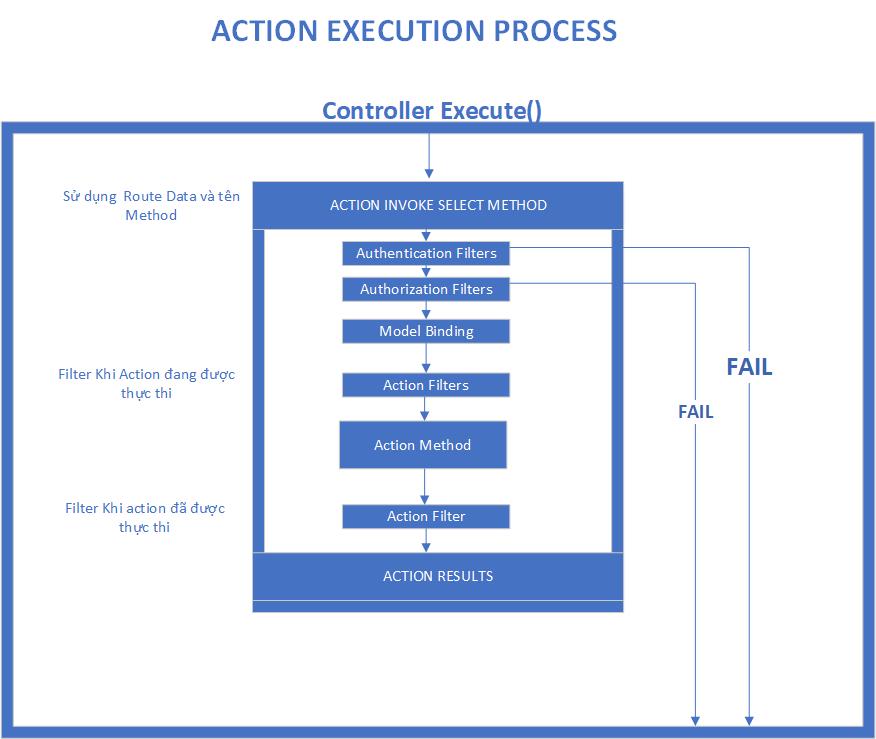 ACTION EXECUTION PROCESS
Controller Execute()
Sử dụng Route Data và tên
Method
ACTION INVOKE SELECT METHOD
Authentication Filters
Authorization Filters
Model Binding
Filter Khi Action đang được
thực thi
Action Filters
FAIL
FAIL
Action Method
Filter Khi action đã được
thực thi
Action Filter
ACTION RESULTS